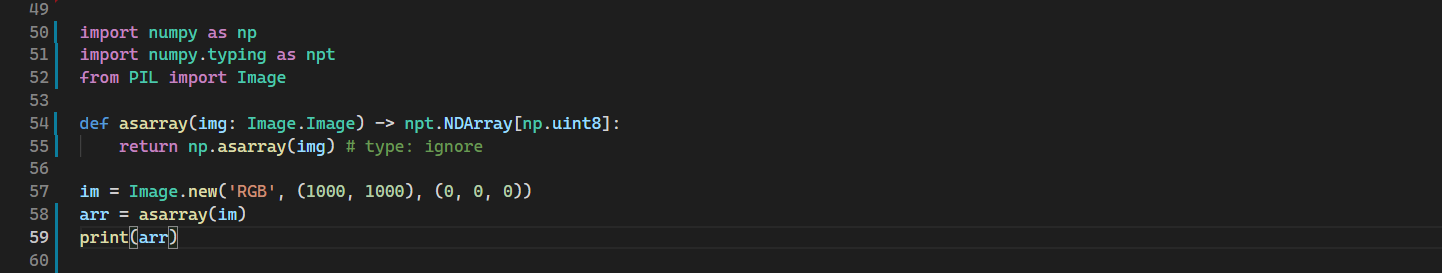 49
50 import numpy as np
51 import numpy.typing as npt
52 from PIL import Image
53
54 def asarray(img: Image.Image) -> npt.NDArray[np.uint8]:
55     return np.asarray(img) # type: ignore
56
57 im = Image.new('RGB', (1000, 1000), (0, 0, 0))
58 arr = asarray(im)
59 print(arr)
60